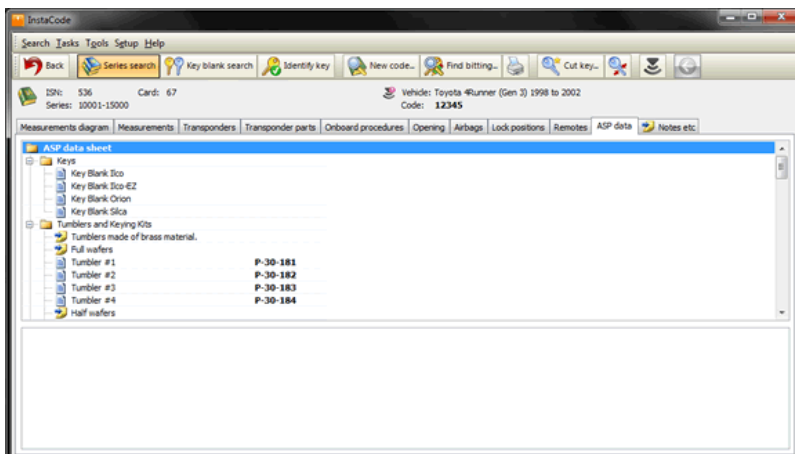 InstaCode
Search Tasks Tools Setup Help
Back Series search Key blank search Identify key New code... Find bitting... Cut key...
ISN: 536 Card: 67 Vehicle: Toyota 4Runner (Gen 3) 1998 to 2002
Series: 10001-15000 Code: 12345
Measurements diagram Measurements Transponders Transponder parts Onboard procedures Opening Airbags Lock positions Remotes ASP data Notes etc
ASP data sheet
Keys
Key Blank Ilco
Key Blank Ilco-EZ
Key Blank Orion
Key Blank Silca
Tumblers and Keying Kits
Tumblers made of brass material.
Full wafers
Tumbler #1 P-30-181
Tumbler #2 P-30-182
Tumbler #3 P-30-183
Tumbler #4 P-30-184
Half wafers